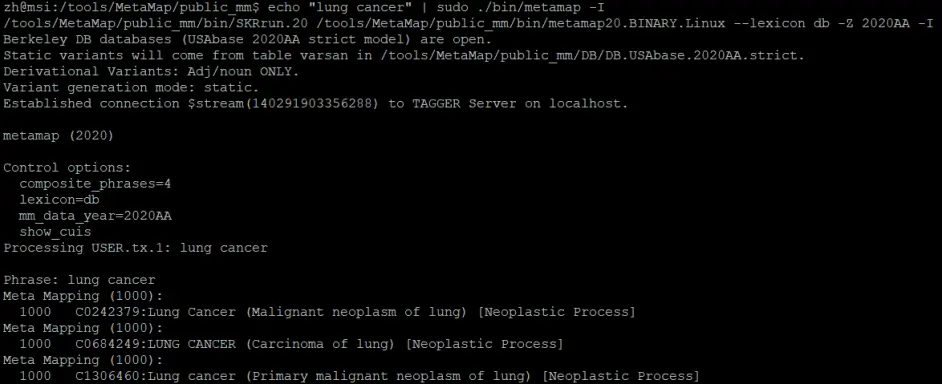 zh@msi:/tools/MetaMap/public_mm$ echo "lung cancer" | sudo ./bin/metamap -I
/tools/MetaMap/public_mm/bin/SKRrun.20 /tools/MetaMap/public_mm/bin/metamap20.BINARY.Linux --lexicon db -Z 2020AA -I
Berkeley DB databases (USAbase 2020AA strict model) are open.
Static variants will come from table varsan in /tools/MetaMap/public_mm/DB/DB.USAbase.2020AA.strict.
Derivational Variants: Adj/noun ONLY.
Variant generation mode: static.
Established connection $stream(140291903356288) to TAGGER Server on localhost.

metamap (2020)

Control options:
  composite_phrases=4
  lexicon=db
  mm_data_year=2020AA
  show_cuis
Processing USER.tx.1: lung cancer

Phrase: lung cancer
Meta Mapping (1000):
  1000   C0242379:Lung Cancer (Malignant neoplasm of lung) [Neoplastic Process]
Meta Mapping (1000):
  1000   C0684249:LUNG CANCER (Carcinoma of lung) [Neoplastic Process]
Meta Mapping (1000):
  1000   C1306460:Lung cancer (Primary malignant neoplasm of lung) [Neoplastic Process]